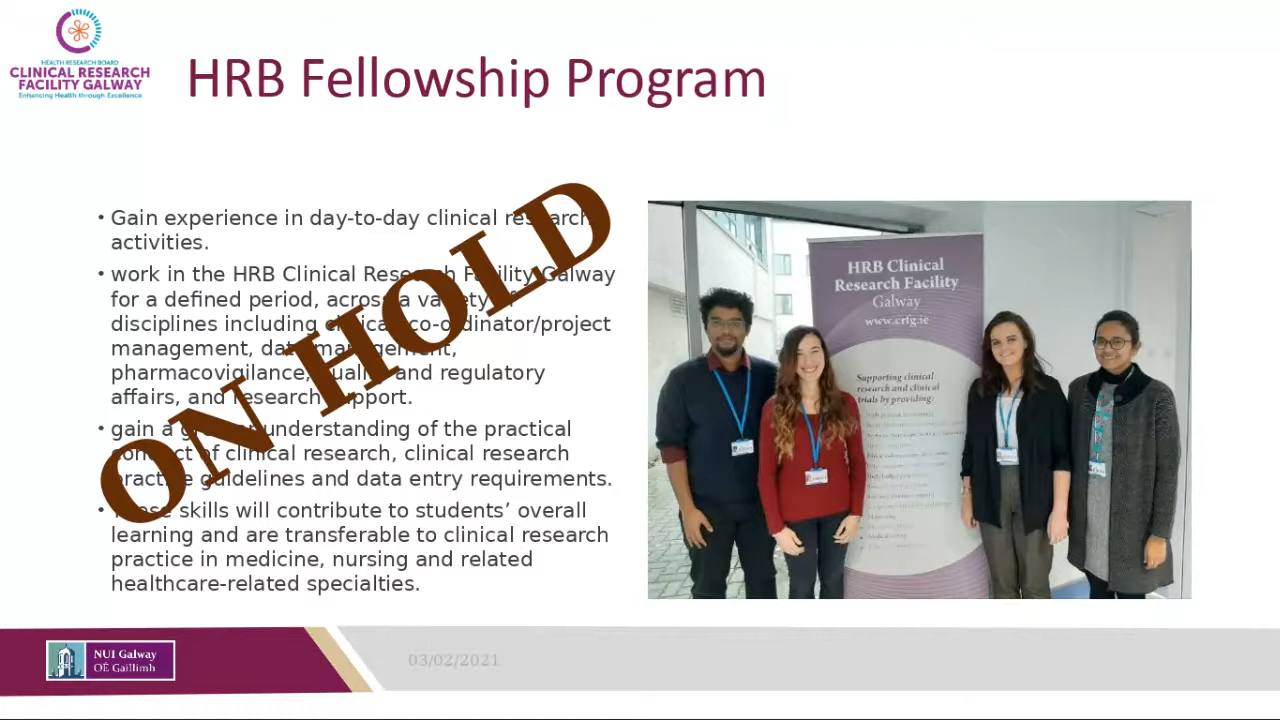 HEALTH RESEARCH BOARD
CLINICAL RESEARCH
FACILITY GALWAY
Enhancing Health through Excellence
HRB Fellowship Program
• Gain experience in day-to-day clinical research
activities.
• work in the HRB Clinical Research Facility Galway
for a defined period, across a variety of
disciplines including clinical co-ordinator/project
management, data management,
pharmacovigilance, quality and regulatory
affairs, and research support.
• gain a greater understanding of the practical
conduct of clinical research, clinical research
practice guidelines and data entry requirements.
• These skills will contribute to students’ overall
learning and are transferable to clinical research
practice in medicine, nursing and related
healthcare-related specialties.
ON HOLD
HRB Clinical
Research Facility
Galway
www.crfg.ie
Supporting clinical
research and clinical
trials by providing:
NUI Galway
OÉ Gaillimh
03/02/2021